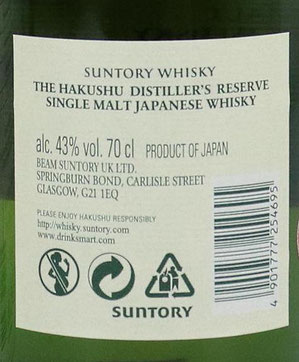 SUNTORY WHISKY
THE HAKUSHU DISTILLER'S RESERVE
SINGLE MALT JAPANESE WHISKY
alc. 43% vol. 70 cl PRODUCT OF JAPAN
BEAM SUNTORY UK LTD.
SPRINGBURN BOND, CARLISLE STREET
GLASGOW, G21 1EQ
PLEASE ENJOY HAKUSHU RESPONSIBLY
http://whisky.suntory.com
www.drinksmart.com
SUNTORY
4 901777 254695